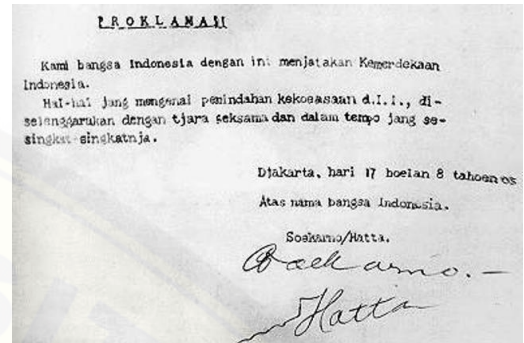 PROKLAMASI
Kami bangsa Indonesia dengan ini menjatakan Kemerdekaan
Indonesia.
Hal-hal jang mengenai pemindahan kekoeasaan d.l.l., di-
selenggarakan dengan tjara seksama dan dalam tempo jang se-
singkat-singkatnja.
Djakarta, hari 17 boelan 8 tahoen 05
Atas nama bangsa Indonesia.
Soekarno/Hatta.
Soekarno.-
Hatta